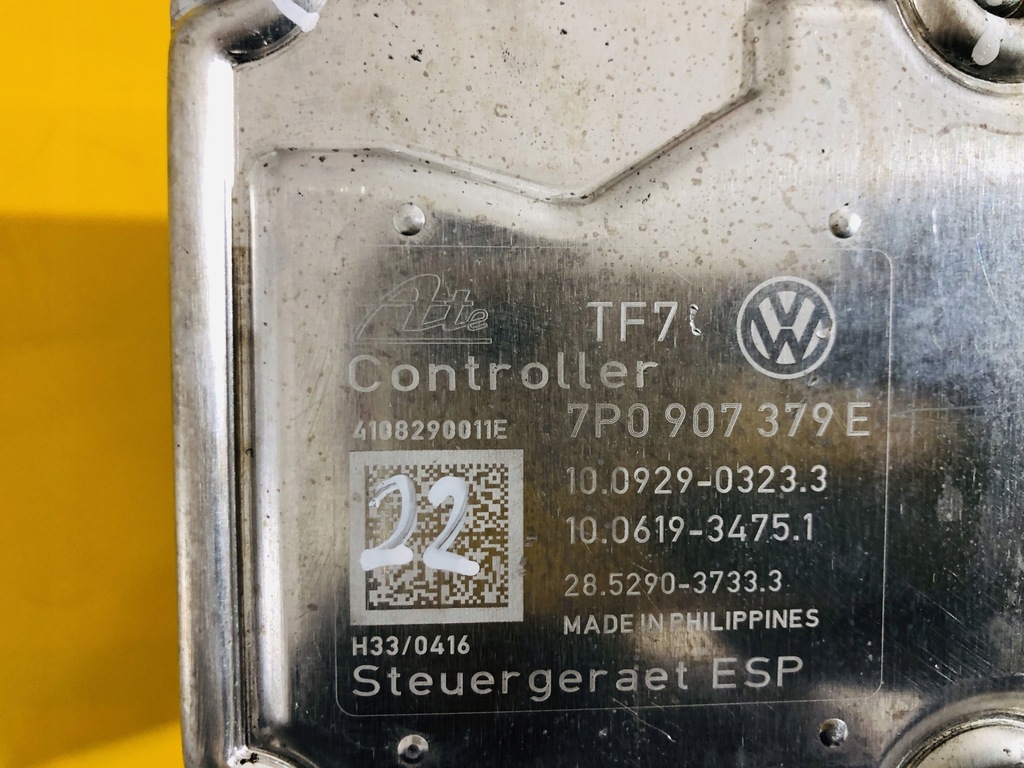 Ate
TF7
Controller
7P0 907 379 E
4108290011E
10.0929-0323.3
10.0619-3475.1
22
28.5290-3733.3
MADE IN PHILIPPINES
H33/0416
Steuergeraet ESP